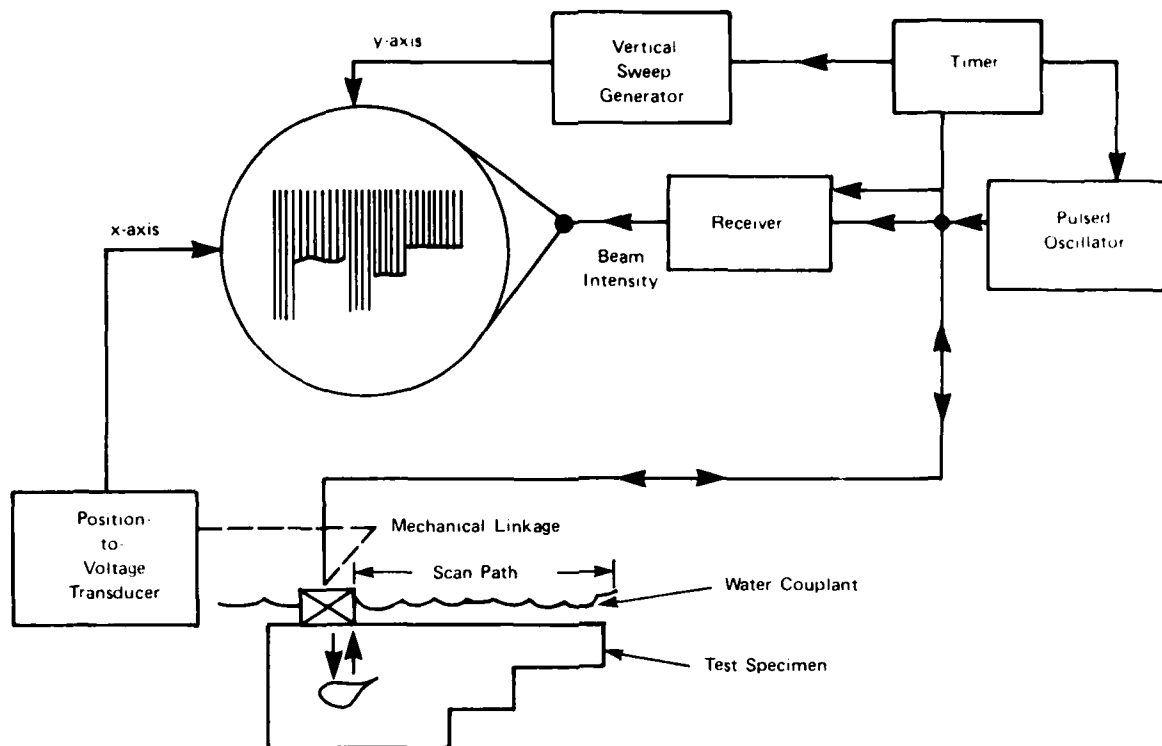 y-axis
Vertical
Sweep
Generator
Timer
x-axis
Receiver
Pulsed
Oscillator
Beam
Intensity
Position-
to-
Voltage
Transducer
Mechanical Linkage
Scan Path
Water Couplant
Test Specimen